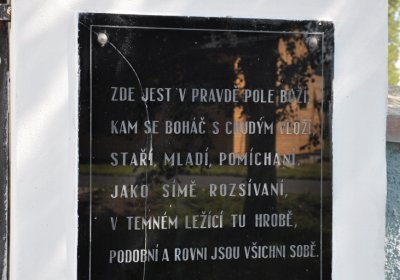 ZDE JEST V PRAVDĚ POLE BOŽÍ
KAM SE BOHÁČ S CHUDÝM VLOŽÍ,
STAŘÍ, MLADÍ, POMÍCHANI,
JAKO SÍMĚ ROZSÍVANÍ,
V TEMNÉM LEŽÍCÍ TU HROBĚ,
PODOBNÍ A ROVNI JSOU VŠICHNI SOBĚ.